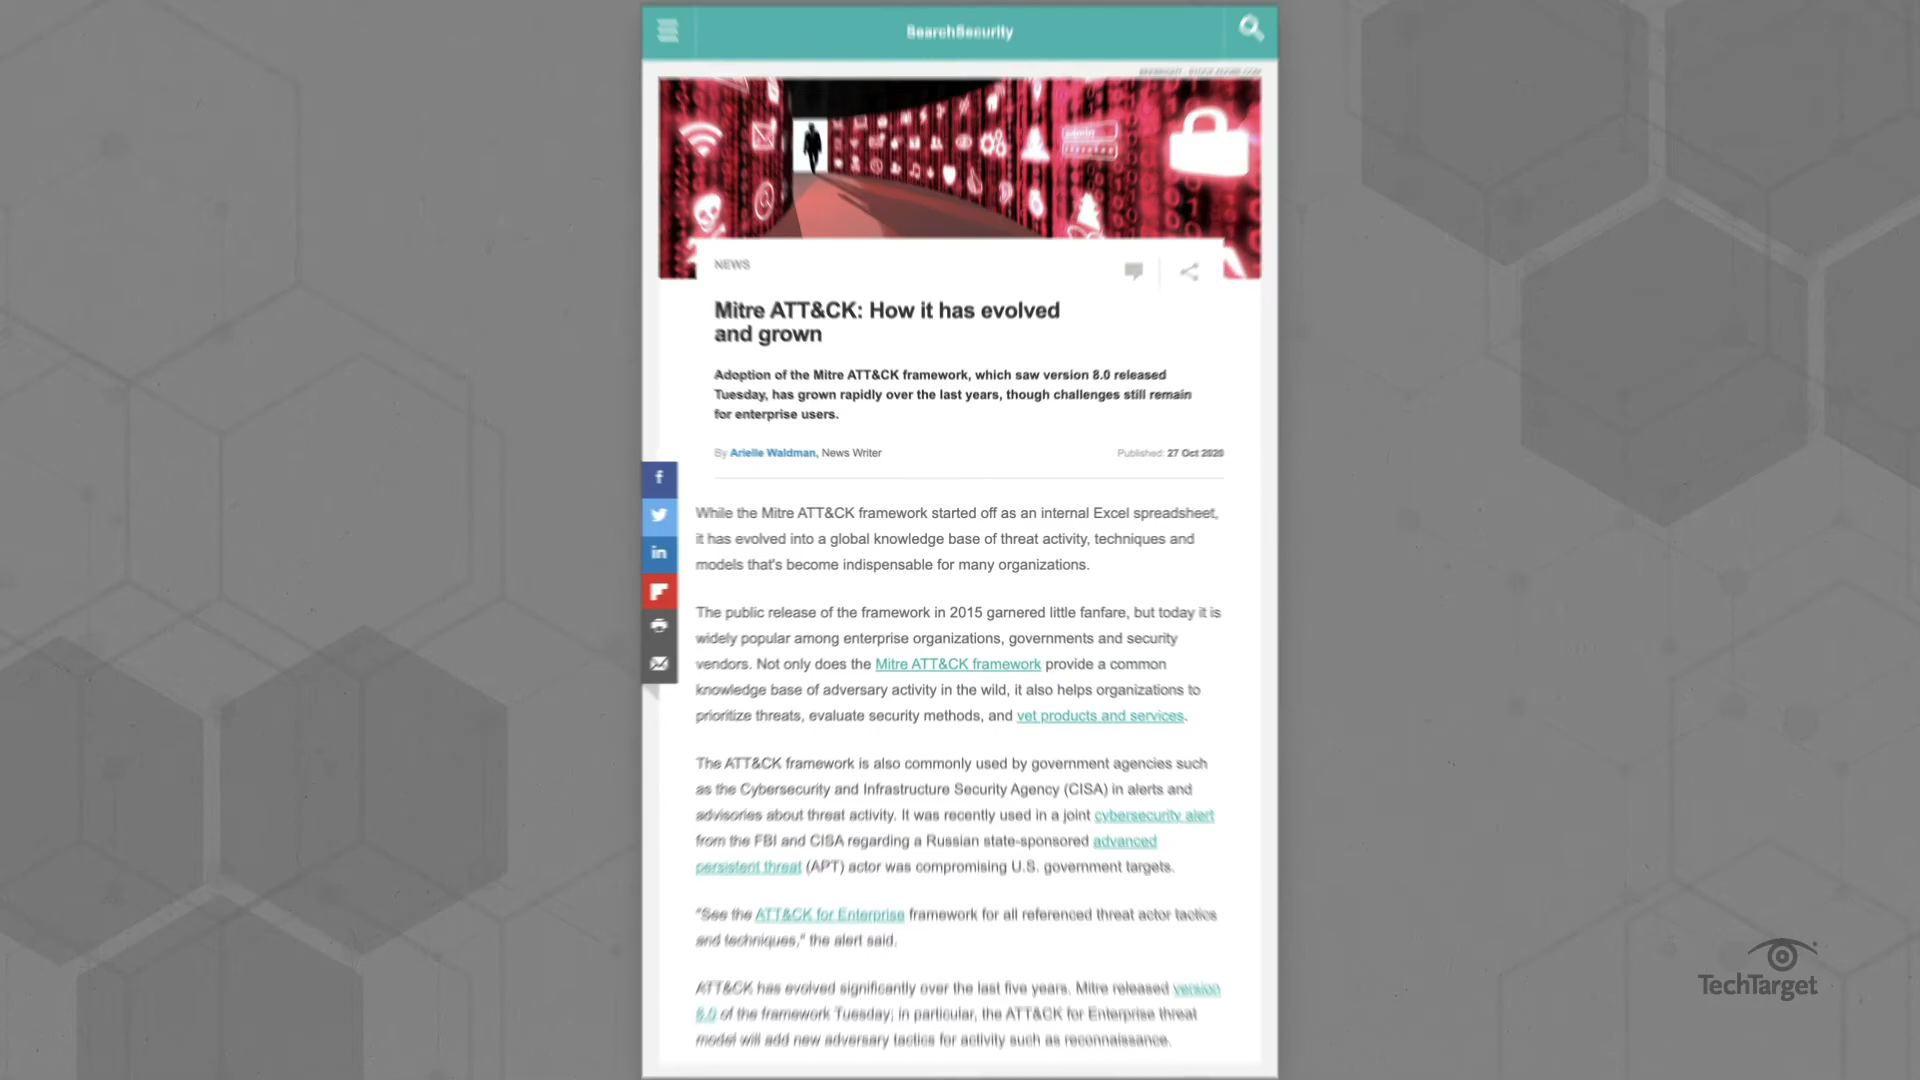 SearchSecurity
NEWS
Mitre ATT&CK: How it has evolved
and grown
Adoption of the Mitre ATT&CK framework, which saw version 8.0 released
Tuesday, has grown rapidly over the last years, though challenges still remain
for enterprise users.
By Arielle Waldman, News Writer
Published: 27 Oct 2020
While the Mitre ATT&CK framework started off as an internal Excel spreadsheet,
it has evolved into a global knowledge base of threat activity, techniques and
models that's become indispensable for many organizations.
The public release of the framework in 2015 garnered little fanfare, but today it is
widely popular among enterprise organizations, governments and security
vendors. Not only does the Mitre ATT&CK framework provide a common
knowledge base of adversary activity in the wild, it also helps organizations to
prioritize threats, evaluate security methods, and vet products and services.
The ATT&CK framework is also commonly used by government agencies such
as the Cybersecurity and Infrastructure Security Agency (CISA) in alerts and
advisories about threat activity. It was recently used in a joint cybersecurity alert
from the FBI and CISA regarding a Russian state-sponsored advanced
persistent threat (APT) actor was compromising U.S. government targets.
"See the ATT&CK for Enterprise framework for all referenced threat actor tactics
and techniques," the alert said.
ATT&CK has evolved significantly over the last five years. Mitre released version
8.0 of the framework Tuesday; in particular, the ATT&CK for Enterprise threat
model will add new adversary tactics for activity such as reconnaissance.
TechTarget